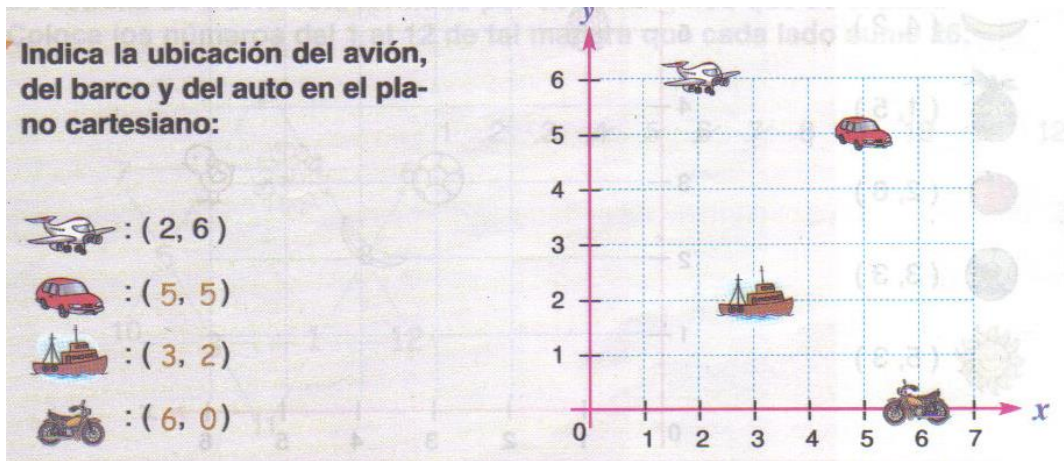 Indica la ubicación del avión,
del barco y del auto en el pla-
no cartesiano:
: (2, 6)
: (5, 5)
: (3, 2)
: (6, 0)
y
6
5
4
3
2
1
0 1 2 3 4 5 6 7 x